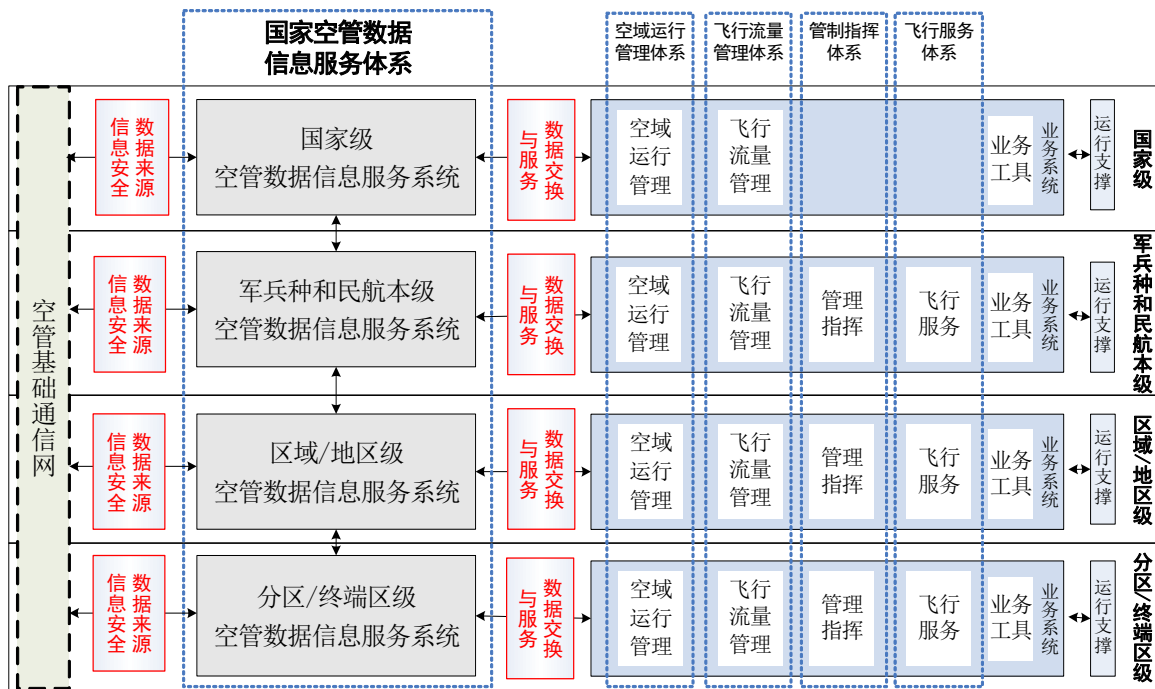 国家空管数据
信息服务体系
空域运行
管理体系
飞行流量
管理体系
管制指挥
体系
飞行服务
体系
空管基础通信网
数据来源
信息安全
国家级
空管数据信息服务系统
数据交换
与服务
空域
运行
管理
飞行
流量
管理
业务
工具
业务系统
运行支撑
国家级
数据来源
信息安全
军兵种和民航本级
空管数据信息服务系统
数据交换
与服务
空域
运行
管理
飞行
流量
管理
管理
指挥
飞行
服务
业务
工具
业务系统
运行支撑
军兵种和民航本级
数据来源
信息安全
区域/地区级
空管数据信息服务系统
数据交换
与服务
空域
运行
管理
飞行
流量
管理
管理
指挥
飞行
服务
业务
工具
业务系统
运行支撑
区域/地区级
数据来源
信息安全
分区/终端区级
空管数据信息服务系统
数据交换
与服务
空域
运行
管理
飞行
流量
管理
管理
指挥
飞行
服务
业务
工具
业务系统
运行支撑
分区/终端区级